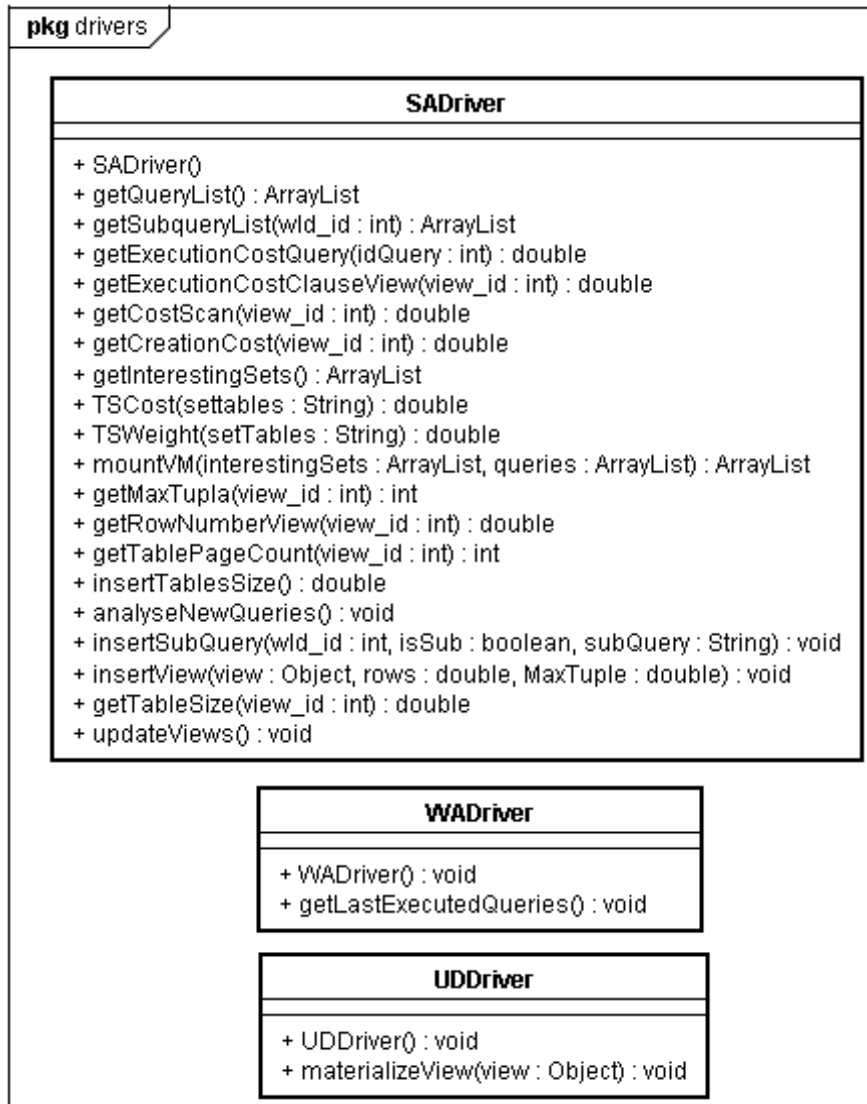 pkg drivers
SADriver
+ SADriver()
+ getQueryList() : ArrayList
+ getSubqueryList(wld_id : int) : ArrayList
+ getExecutionCostQuery(idQuery : int) : double
+ getExecutionCostClauseView(view_id : int) : double
+ getCostScan(view_id : int) : double
+ getCreationCost(view_id : int) : double
+ getInterestingSets() : ArrayList
+ TSCost(settables : String) : double
+ TSWeight(setTables : String) : double
+ mountVM(interestingSets : ArrayList, queries : ArrayList) : ArrayList
+ getMaxTupla(view_id : int) : int
+ getRowNumberView(view_id : int) : double
+ getTablePageCount(view_id : int) : int
+ insertTablesSize() : double
+ analyseNewQueries() : void
+ insertSubQuery(wld_id : int, isSub : boolean, subQuery : String) : void
+ insertView(view : Object, rows : double, MaxTuple : double) : void
+ getTableSize(view_id : int) : double
+ updateViews() : void
WADriver
+ WADriver() : void
+ getLastExecutedQueries() : void
UDDriver
+ UDDriver() : void
+ materializeView(view : Object) : void